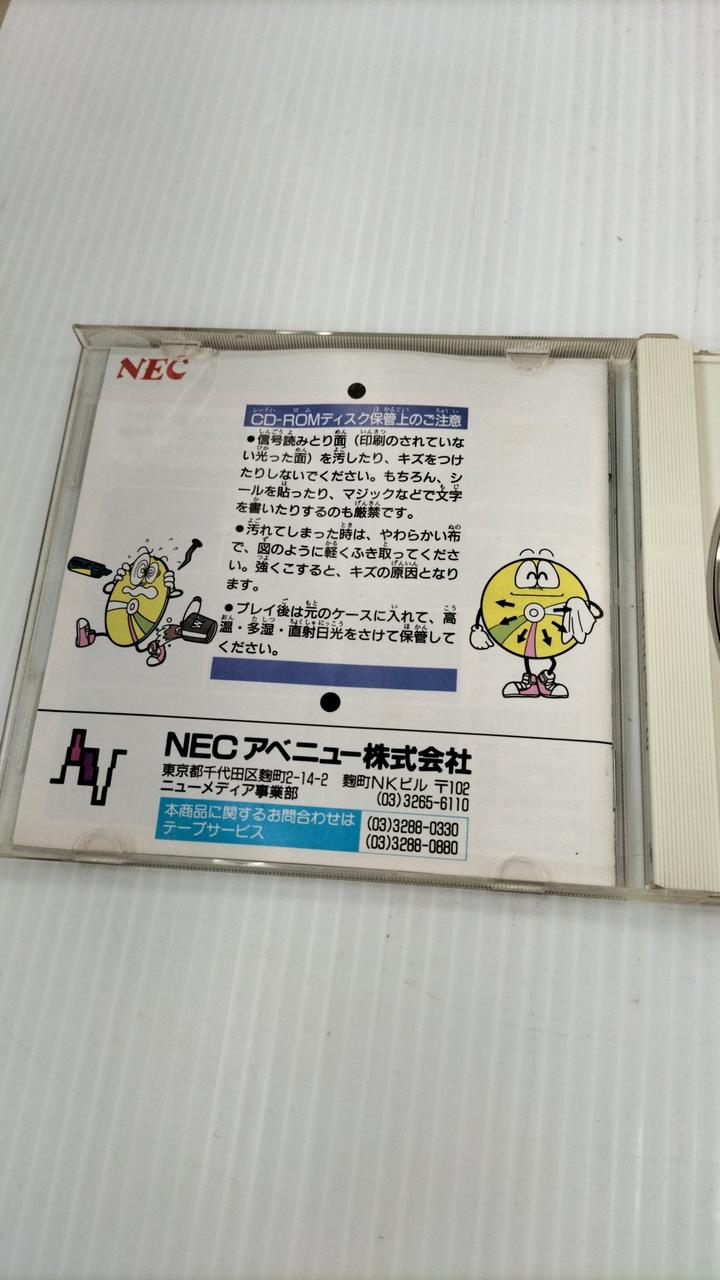 NEC
CD-ROMディスク保管上のご注意
●信号読みとり面（印刷のされていな
い光った面）を汚したり、キズをつけ
たりしないでください。もちろん、シ
ールを貼ったり、マジックなどで文字
を書いたりするのも厳禁です。
●汚れてしまった時は、やわらかい布
で、図のように軽くふき取ってくださ
い。強くこすると、キズの原因となり
ます。
●プレイ後は元のケースに入れて、高
温・多湿・直射日光をさけて保管して
ください。
NECアベニュー株式会社
東京都千代田区麴町2-14-2 麴町NKビル 〒102
ニューメディア事業部 (03)3265-6110
本商品に関するお問合わせは
テープサービス
(03)3288-0330
(03)3288-0880